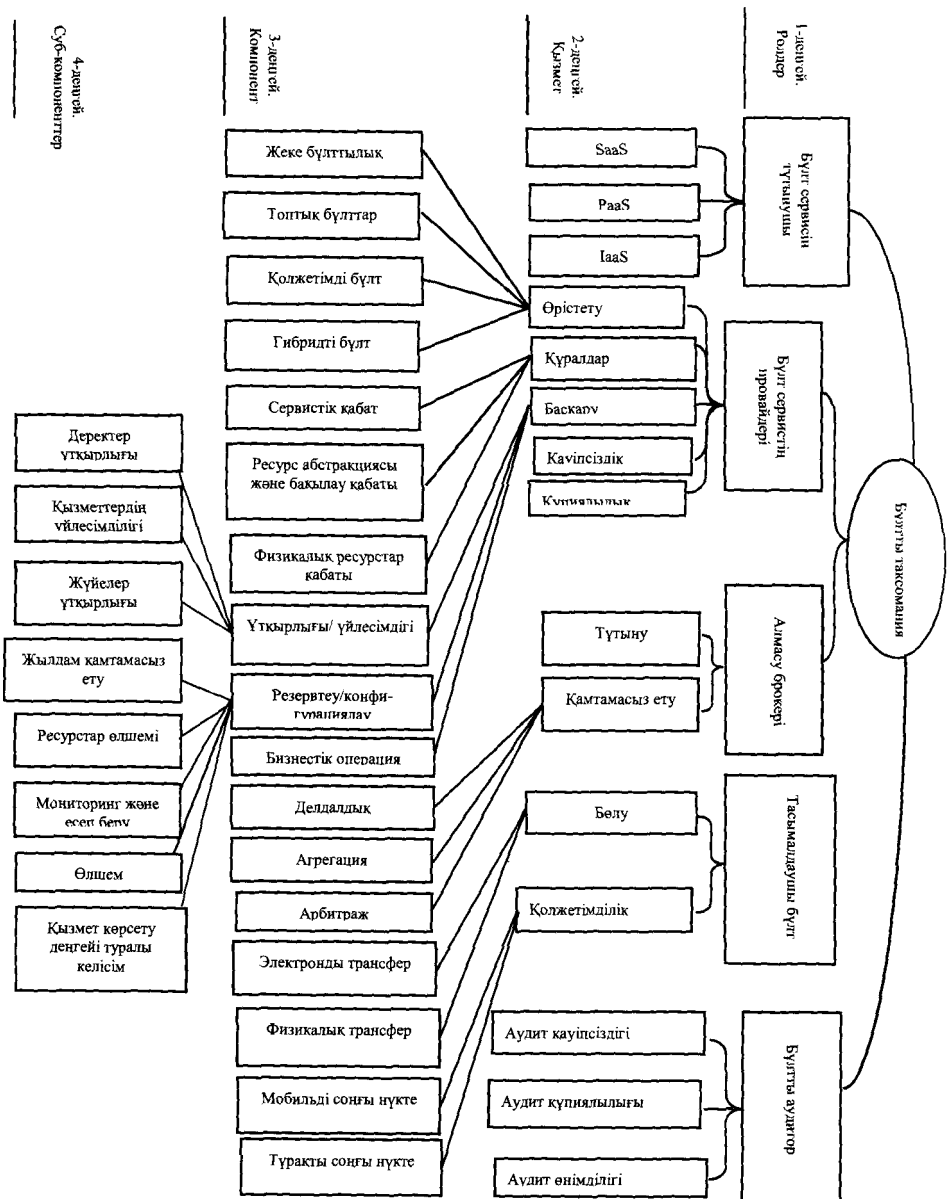 Бұлтты таксомания
1-деңгей.
Ролдер
Бұлт сервисін
тұтынушы
Бұлт сервистің
провайдері
Алмасу брокері
Тасымалдаушы бұлт
Бұлтты аудитор
2-деңгей.
Қызмет
SaaS
PaaS
IaaS
Өрістету
Құралдар
Басқару
Қауіпсіздік
Құпиялылық
Тұтыну
Қамтамасыз ету
Бөлу
Қолжетімділік
Аудит қауіпсіздігі
Аудит құпиялылығы
Аудит өнімділігі
3-деңгей.
Компонент
Жеке бұлттылық
Топтық бұлттар
Қолжетімді бұлт
Гибридті бұлт
Сервистік қабат
Ресурс абстракциясы
және бақылау қабаты
Физикалық ресурстар
қабаты
Ұтқырлығы/ үйлесімдігі
Резервтеу/конфи-
гурациялау
Бизнестік операция
Делдалдық
Агрегация
Арбитраж
Электронды трансфер
Физикалық трансфер
Мобильді соңғы нүкте
Тұрақты соңғы нүкте
4-деңгей.
Суб-компоненттер
Деректер
ұтқырлығы
Қызметтердің
үйлесімділігі
Жүйелер
ұтқырлығы
Жылдам қамтамасыз
ету
Ресурстар өлшемі
Мониторинг және
есеп беру
Өлшем
Қызмет көрсету
деңгейі туралы
келісім